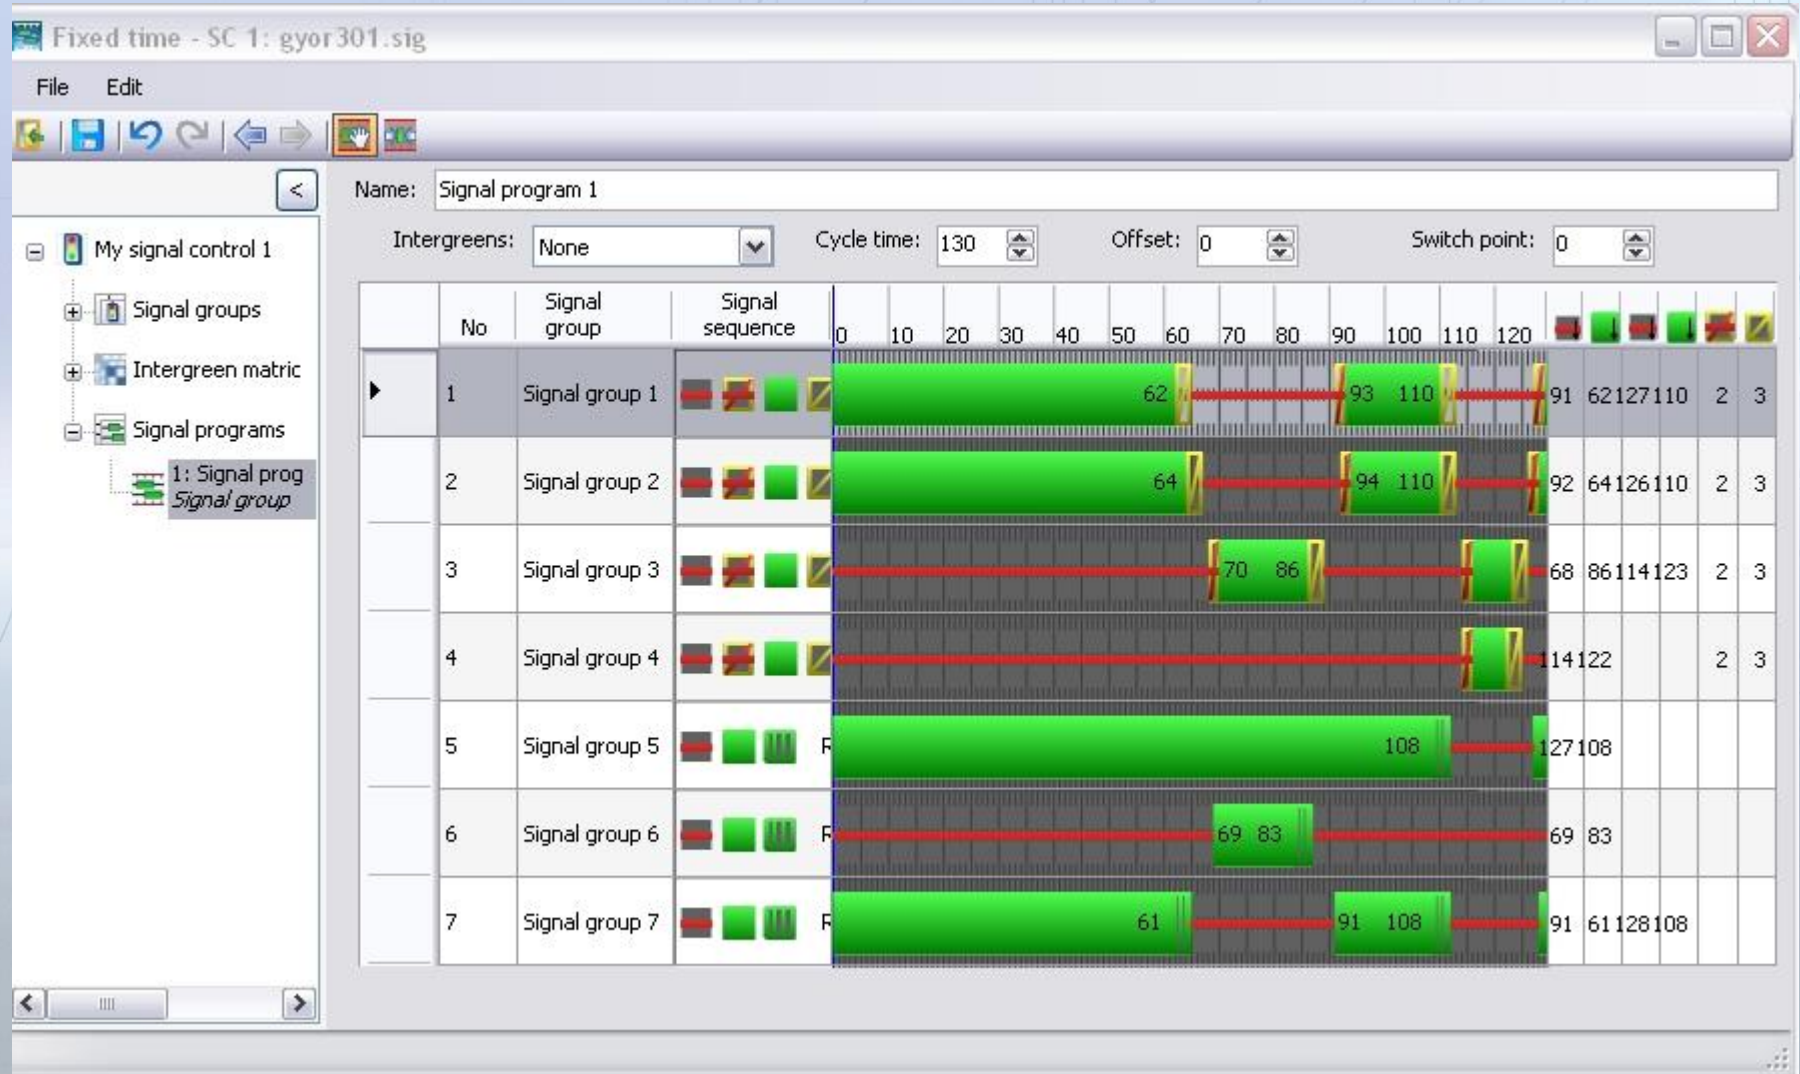 Fixed time - SC 1: gyor301.sig
File Edit
<
Name: Signal program 1
Intergreens: None Cycle time: 130 Offset: 0 Switch point: 0
My signal control 1
Signal groups
Intergreen matric
Signal programs
1: Signal prog
Signal group
No Signal group Signal sequence 0 10 20 30 40 50 60 70 80 90 100 110 120
1 Signal group 1 62 93 110 91 62 127 110 2 3
2 Signal group 2 64 94 110 92 64 126 110 2 3
3 Signal group 3 70 86 68 86 114 123 2 3
4 Signal group 4 114 122 2 3
5 Signal group 5 R 108 127 108
6 Signal group 6 R 69 83 69 83
7 Signal group 7 R 61 91 108 91 61 128 108